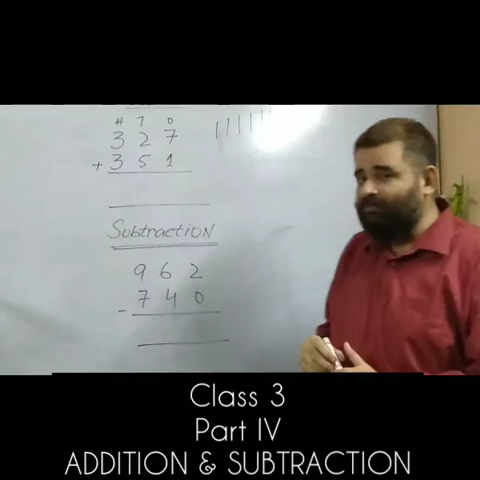 H T O
3 2 7
+ 3 5 1
Subtraction
9 6 2
- 7 4 0
Class 3
Part IV
ADDITION & SUBTRACTION